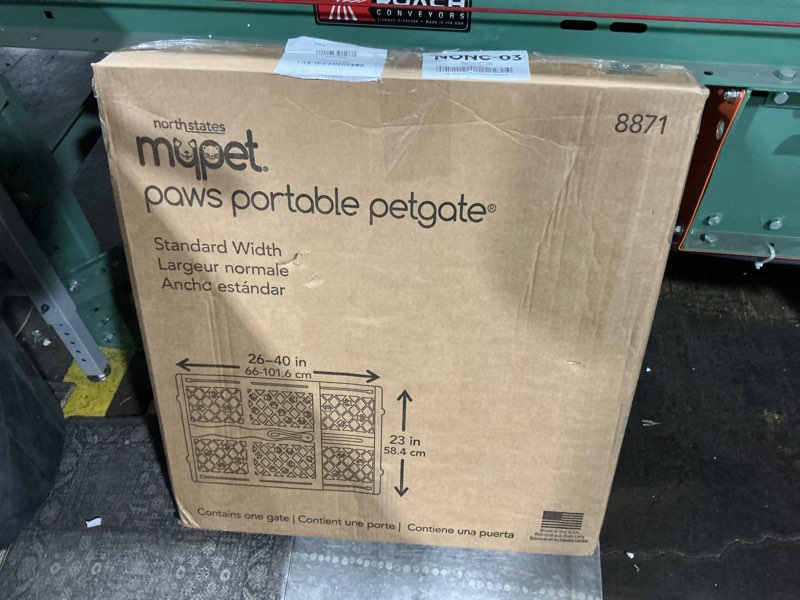 CONVEYORS
NONC-03
northstates
mypet®
paws portable petgate®
8871
Standard Width
Largeur normale
Ancho estándar
26–40 in
66-101.6 cm
23 in
58.4 cm
Contains one gate | Contient une porte | Contiene una puerta
Made in the U.S.A.